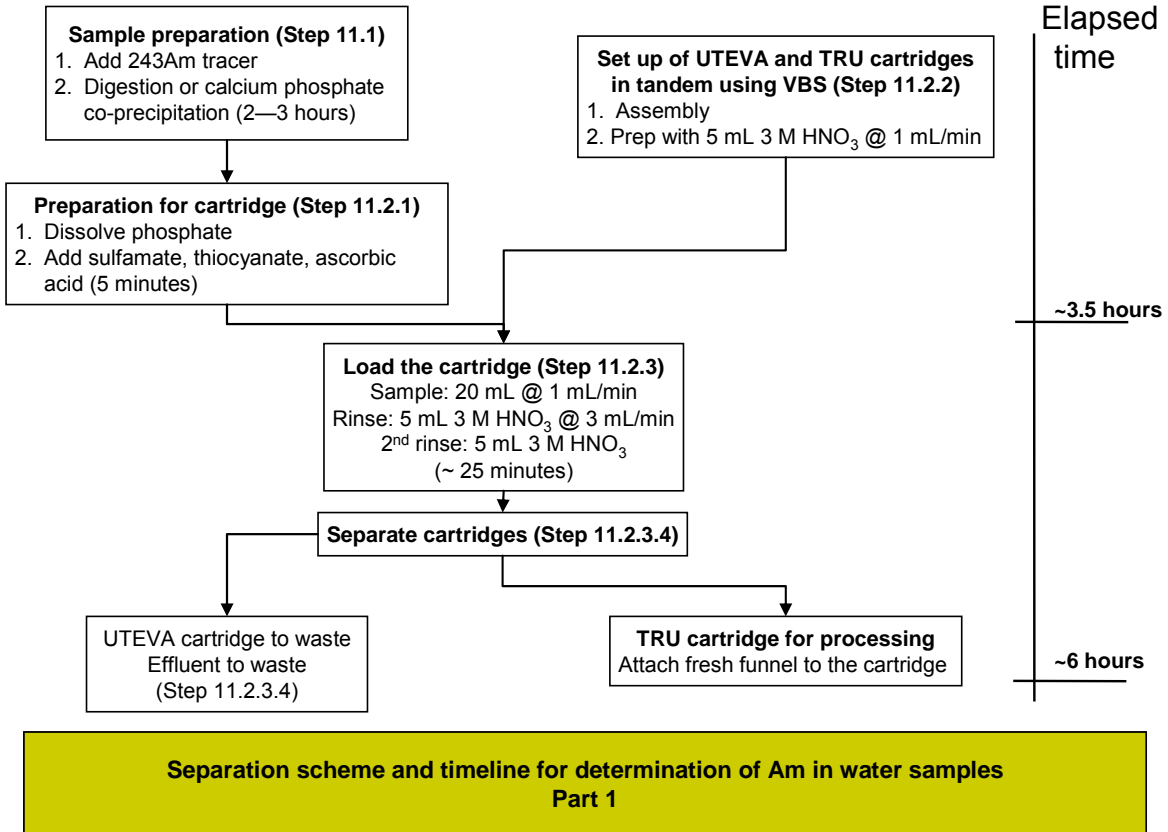 Sample preparation (Step 11.1)
1. Add 243Am tracer
2. Digestion or calcium phosphate
co-precipitation (2—3 hours)
Set up of UTEVA and TRU cartridges
in tandem using VBS (Step 11.2.2)
1. Assembly
2. Prep with 5 mL 3 M HNO₃ @ 1 mL/min
Elapsed
time
Preparation for cartridge (Step 11.2.1)
1. Dissolve phosphate
2. Add sulfamate, thiocyanate, ascorbic
acid (5 minutes)
~3.5 hours
Load the cartridge (Step 11.2.3)
Sample: 20 mL @ 1 mL/min
Rinse: 5 mL 3 M HNO₃ @ 3 mL/min
2nd rinse: 5 mL 3 M HNO₃
(~ 25 minutes)
Separate cartridges (Step 11.2.3.4)
UTEVA cartridge to waste
Effluent to waste
(Step 11.2.3.4)
TRU cartridge for processing
Attach fresh funnel to the cartridge
~6 hours
Separation scheme and timeline for determination of Am in water samples
Part 1